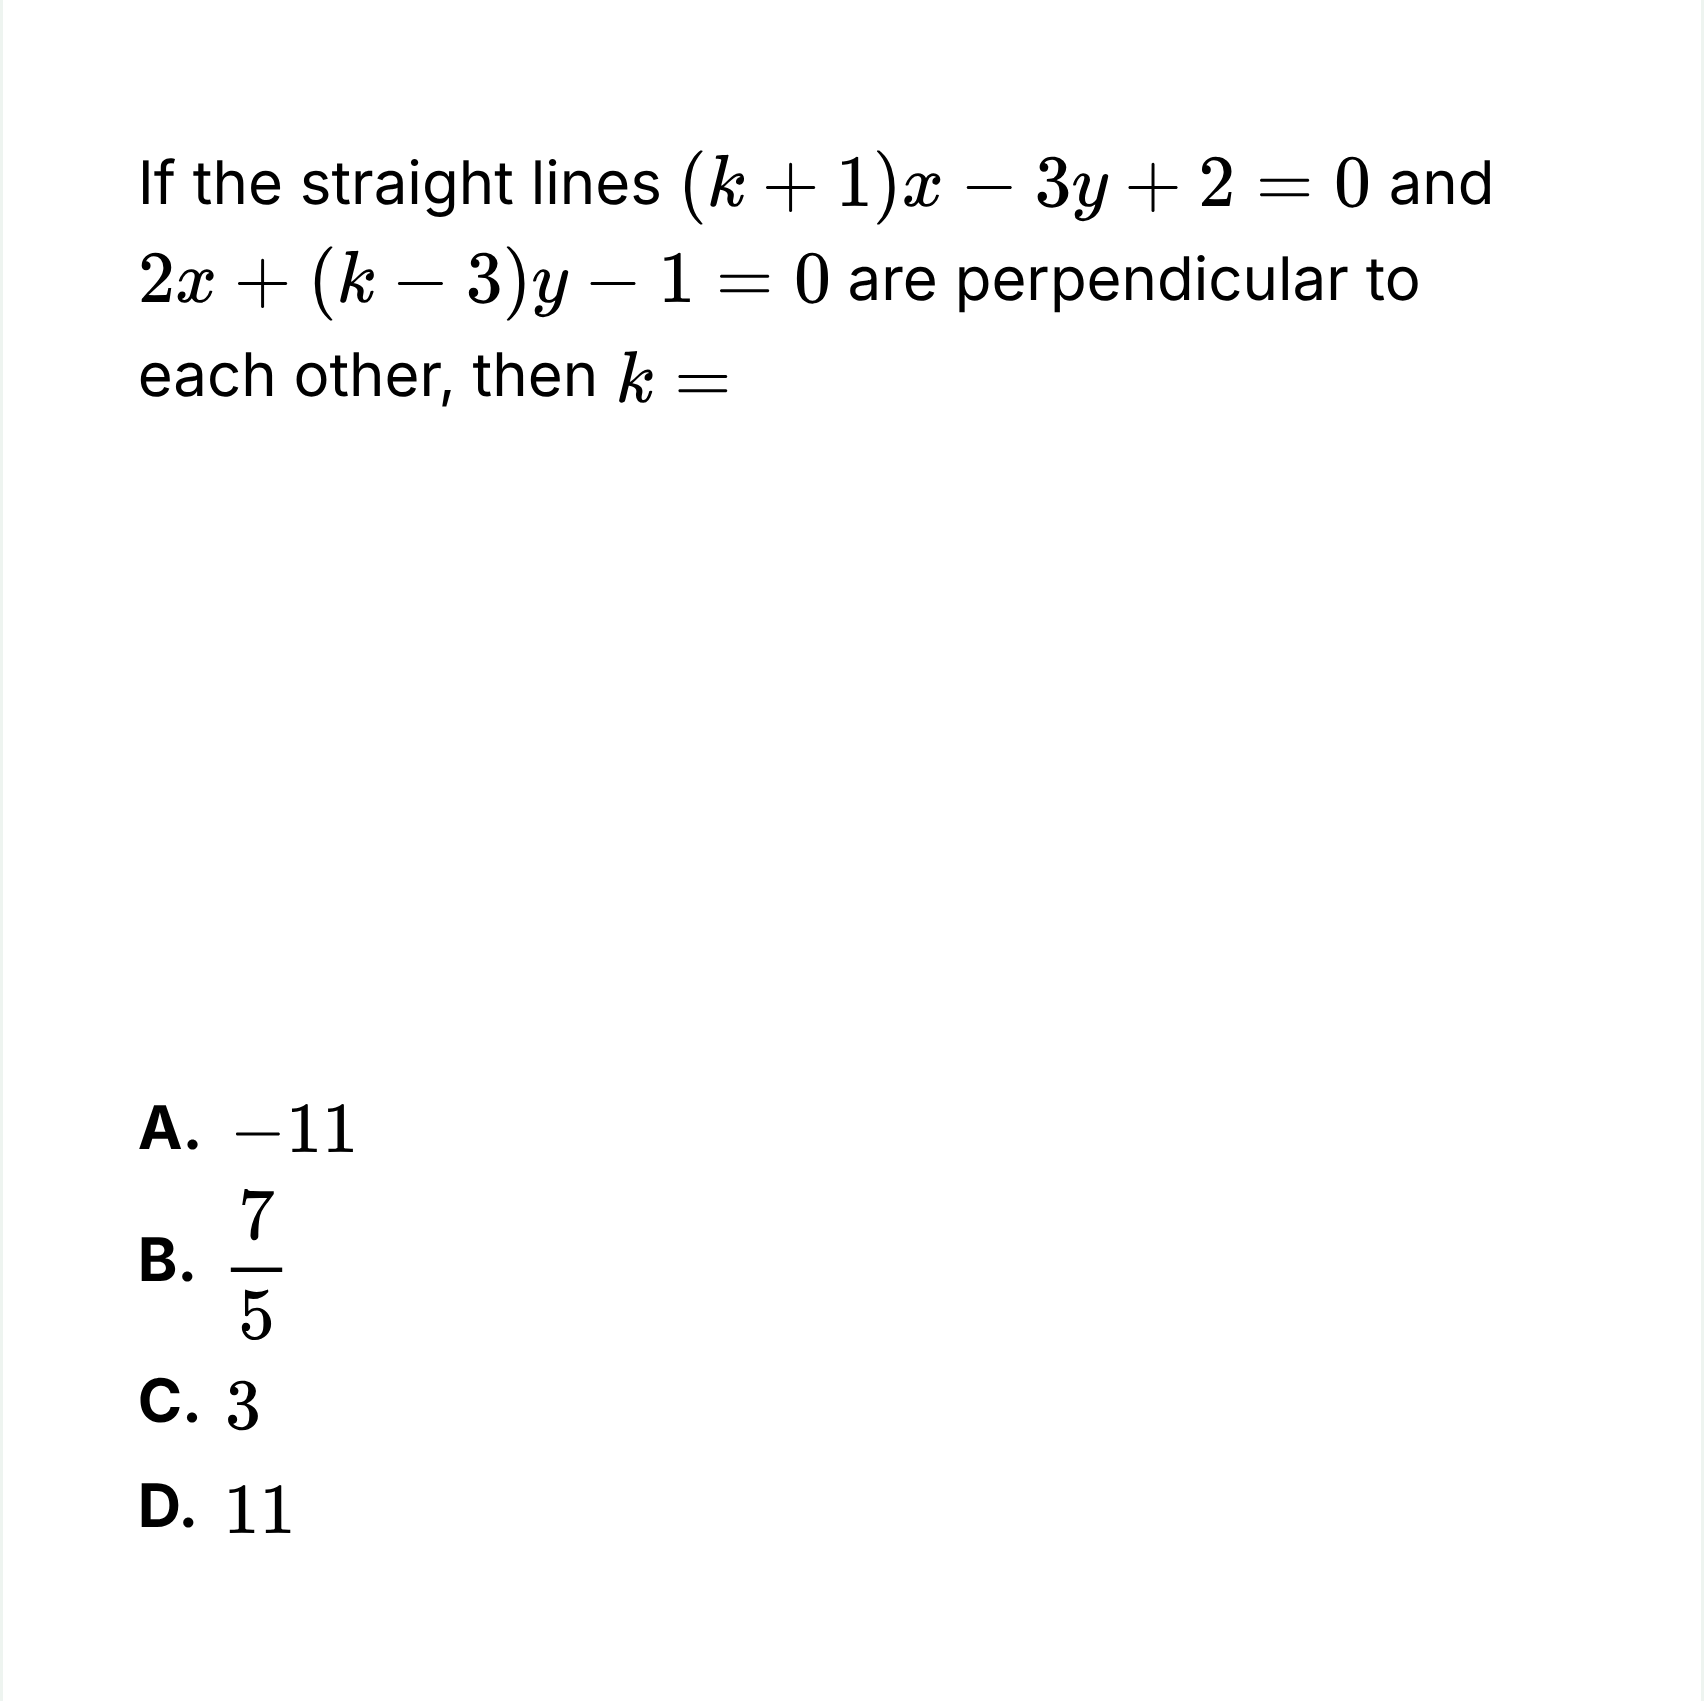 If the straight lines (k + 1)x − 3y + 2 = 0 and
2x + (k − 3)y − 1 = 0 are perpendicular to
each other, then k =
A. −11
B. 7/5
C. 3
D. 11